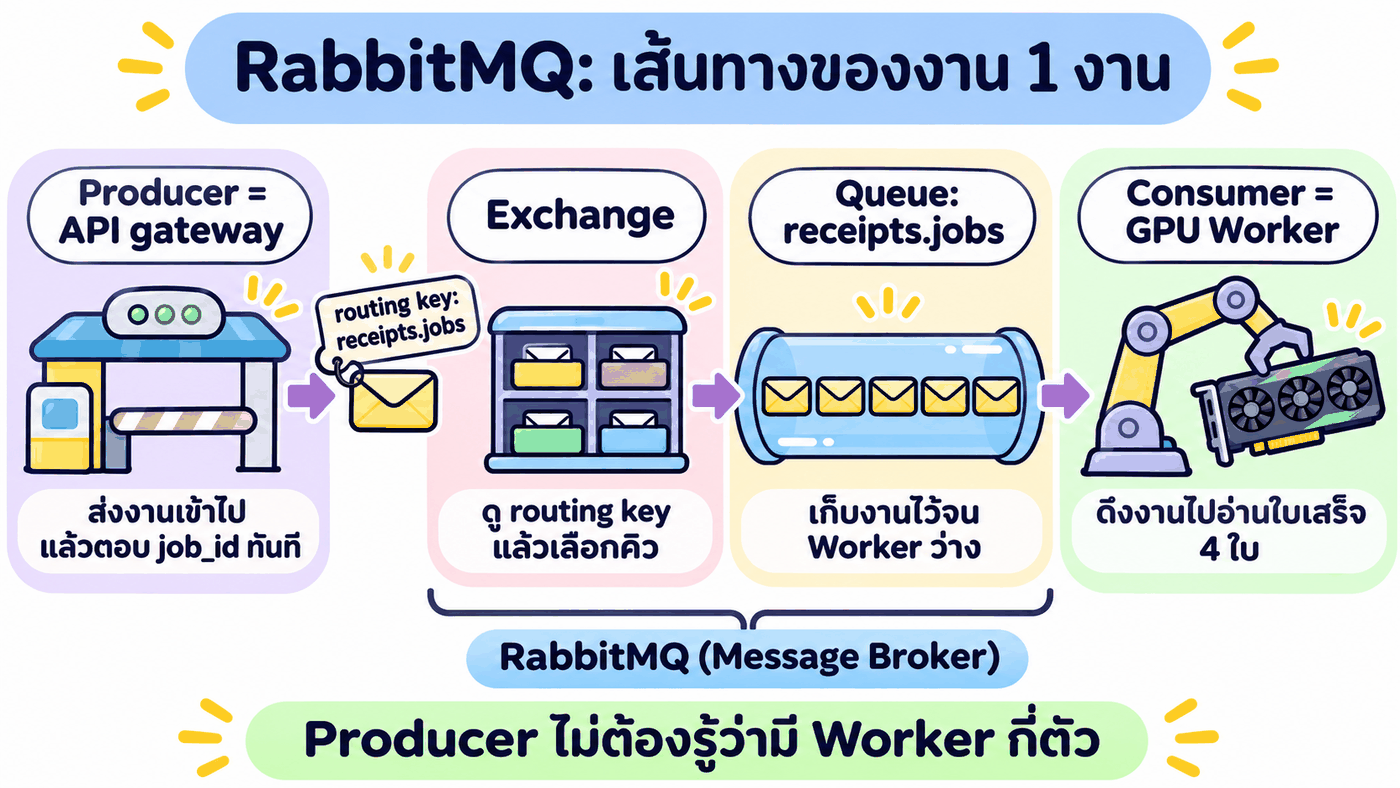 RabbitMQ: เส้นทางของงาน 1 งาน
Producer =
API gateway
routing key:
receipts.jobs
Exchange
Queue:
receipts.jobs
Consumer =
GPU Worker
ส่งงานเข้าไป
แล้วตอบ job_id ทันที
ดู routing key
แล้วเลือกคิว
เก็บงานไว้จน
Worker ว่าง
ดึงงานไปอ่านใบเสร็จ
4 ใบ
RabbitMQ (Message Broker)
Producer ไม่ต้องรู้ว่ามี Worker กี่ตัว